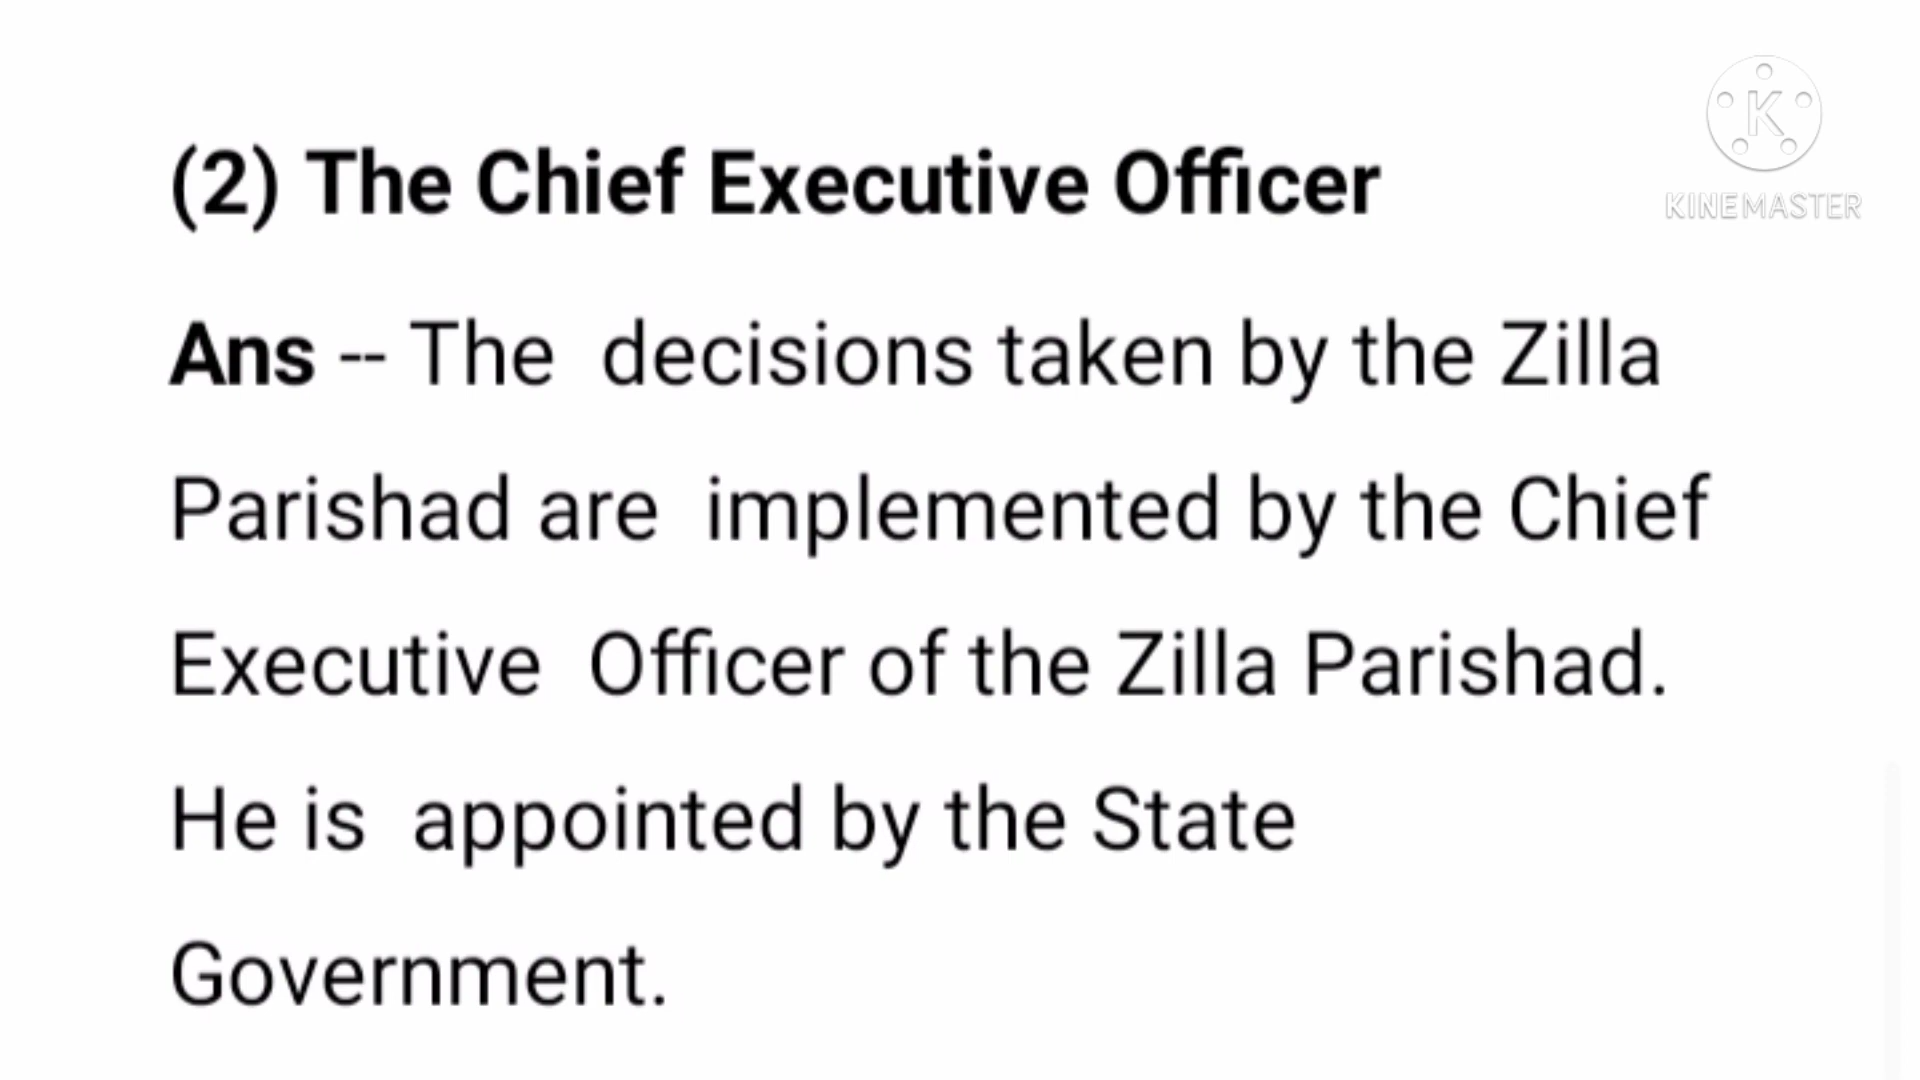 (2) The Chief Executive Officer
KINEMASTER
Ans -- The decisions taken by the Zilla
Parishad are implemented by the Chief
Executive Officer of the Zilla Parishad.
He is appointed by the State
Government.